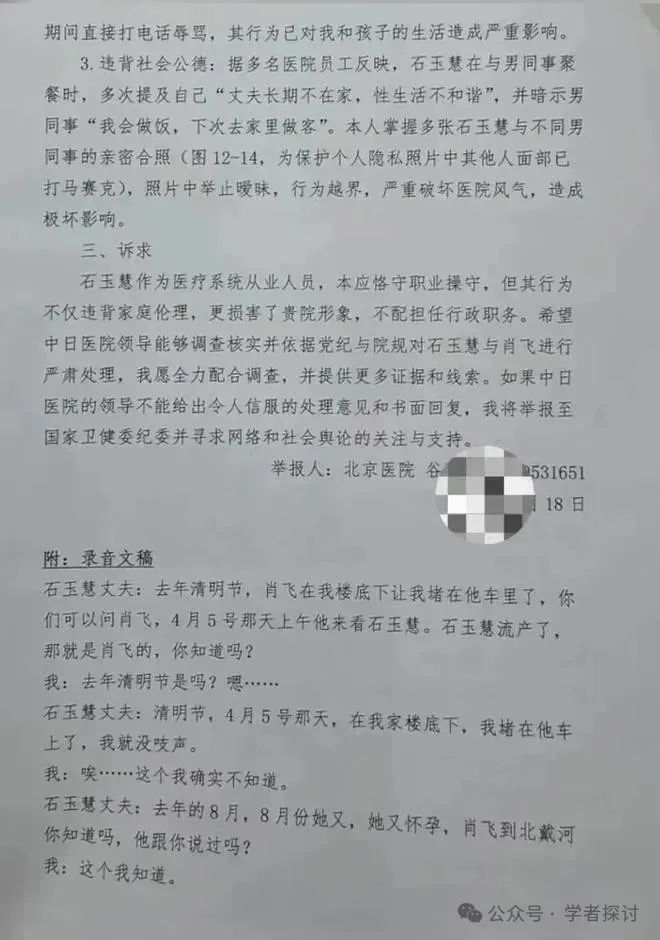 期间直接打电话辱骂，其行为已对我和孩子的生活造成严重影响。
3.违背社会公德：据多名医院员工反映，石玉慧在与男同事聚
餐时，多次提及自己“丈夫长期不在家，性生活不和谐”，并暗示男
同事“我会做饭，下次去家里做客”。本人掌握多张石玉慧与不同男
同事的亲密合照（图12-14，为保护个人隐私照片中其他人面部已
打马赛克），照片中举止暧昧，行为越界，严重破坏医院风气，造成
极坏影响。
三、诉求
石玉慧作为医疗系统从业人员，本应恪守职业操守，但其行为
不仅违背家庭伦理，更损害了贵院形象，不配担任行政职务。希望
中日医院领导能够调查核实并依据党纪与院规对石玉慧与肖飞进行
严肃处理，我愿全力配合调查，并提供更多证据和线索。如果中日
医院的领导不能给出令人信服的处理意见和书面回复，我将举报至
国家卫健委纪委并寻求网络和社会舆论的关注与支持。
举报人：北京医院 谷 9531651
18日
附：录音文稿
石玉慧丈夫：去年清明节，肖飞在我楼底下让我堵在他车里了，你
们可以问肖飞，4月5号那天上午他来看石玉慧。石玉慧流产了，
那就是肖飞的，你知道吗？
我：去年清明节是吗？嗯……
石玉慧丈夫：清明节，4月5号那天，在我家楼底下，我堵在他车
上了，我就没吱声。
我：唉……这个我确实不知道。
石玉慧丈夫：去年的8月，8月份她又，她又怀孕，肖飞到北戴河
你知道吗，他跟你说过吗？
我：这个我知道。
公众号·学者探讨